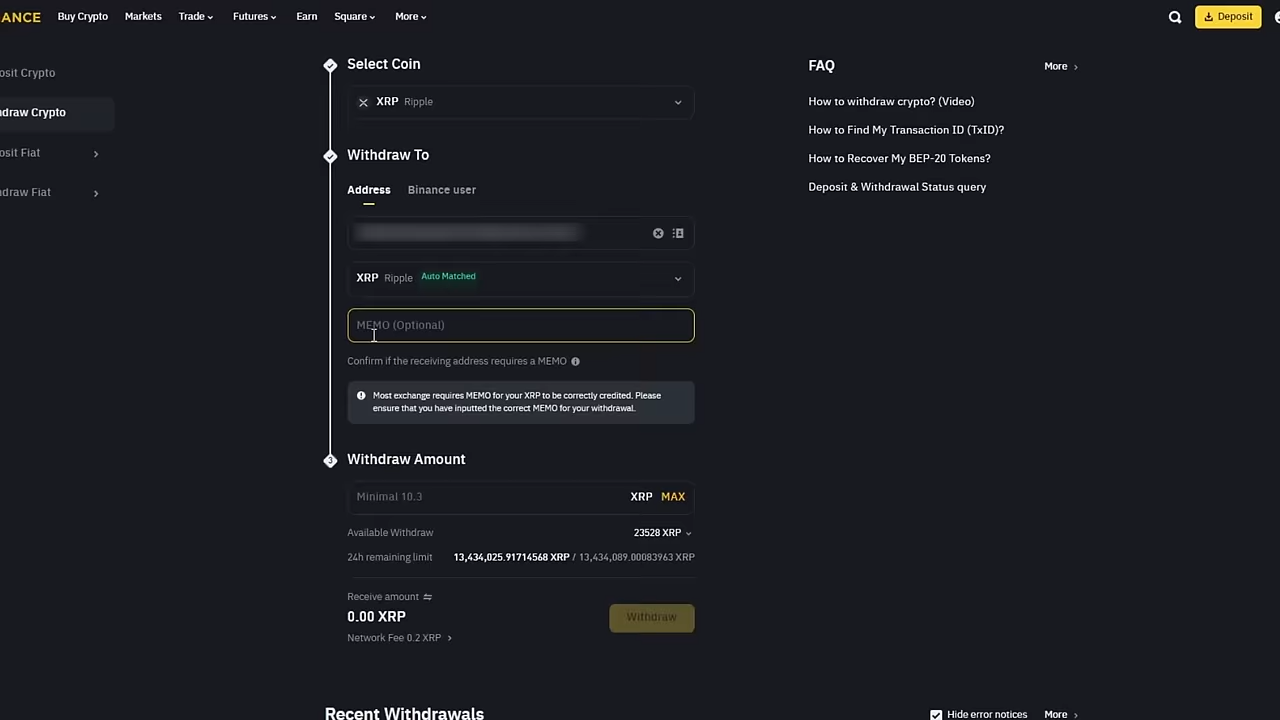 ANCE Buy Crypto Markets Trade Futures Earn Square More Deposit
osit Crypto
draw Crypto
osit Fiat
draw Fiat
Select Coin
XRP Ripple
Withdraw To
Address Binance user
XRP Ripple Auto Matched
MEMO (Optional)
Confirm if the receiving address requires a MEMO
Most exchange requires MEMO for your XRP to be correctly credited. Please
ensure that you have inputted the correct MEMO for your withdrawal.
3
Withdraw Amount
Minimal 10.3 XRP MAX
Available Withdraw 23528 XRP
24h remaining limit 13,434,025.91714568 XRP / 13,434,089.00083963 XRP
Receive amount
0.00 XRP
Withdraw
Network Fee 0.2 XRP
FAQ More
How to withdraw crypto? (Video)
How to Find My Transaction ID (TxID)?
How to Recover My BEP-20 Tokens?
Deposit & Withdrawal Status query
Recent Withdrawals Hide error notices More